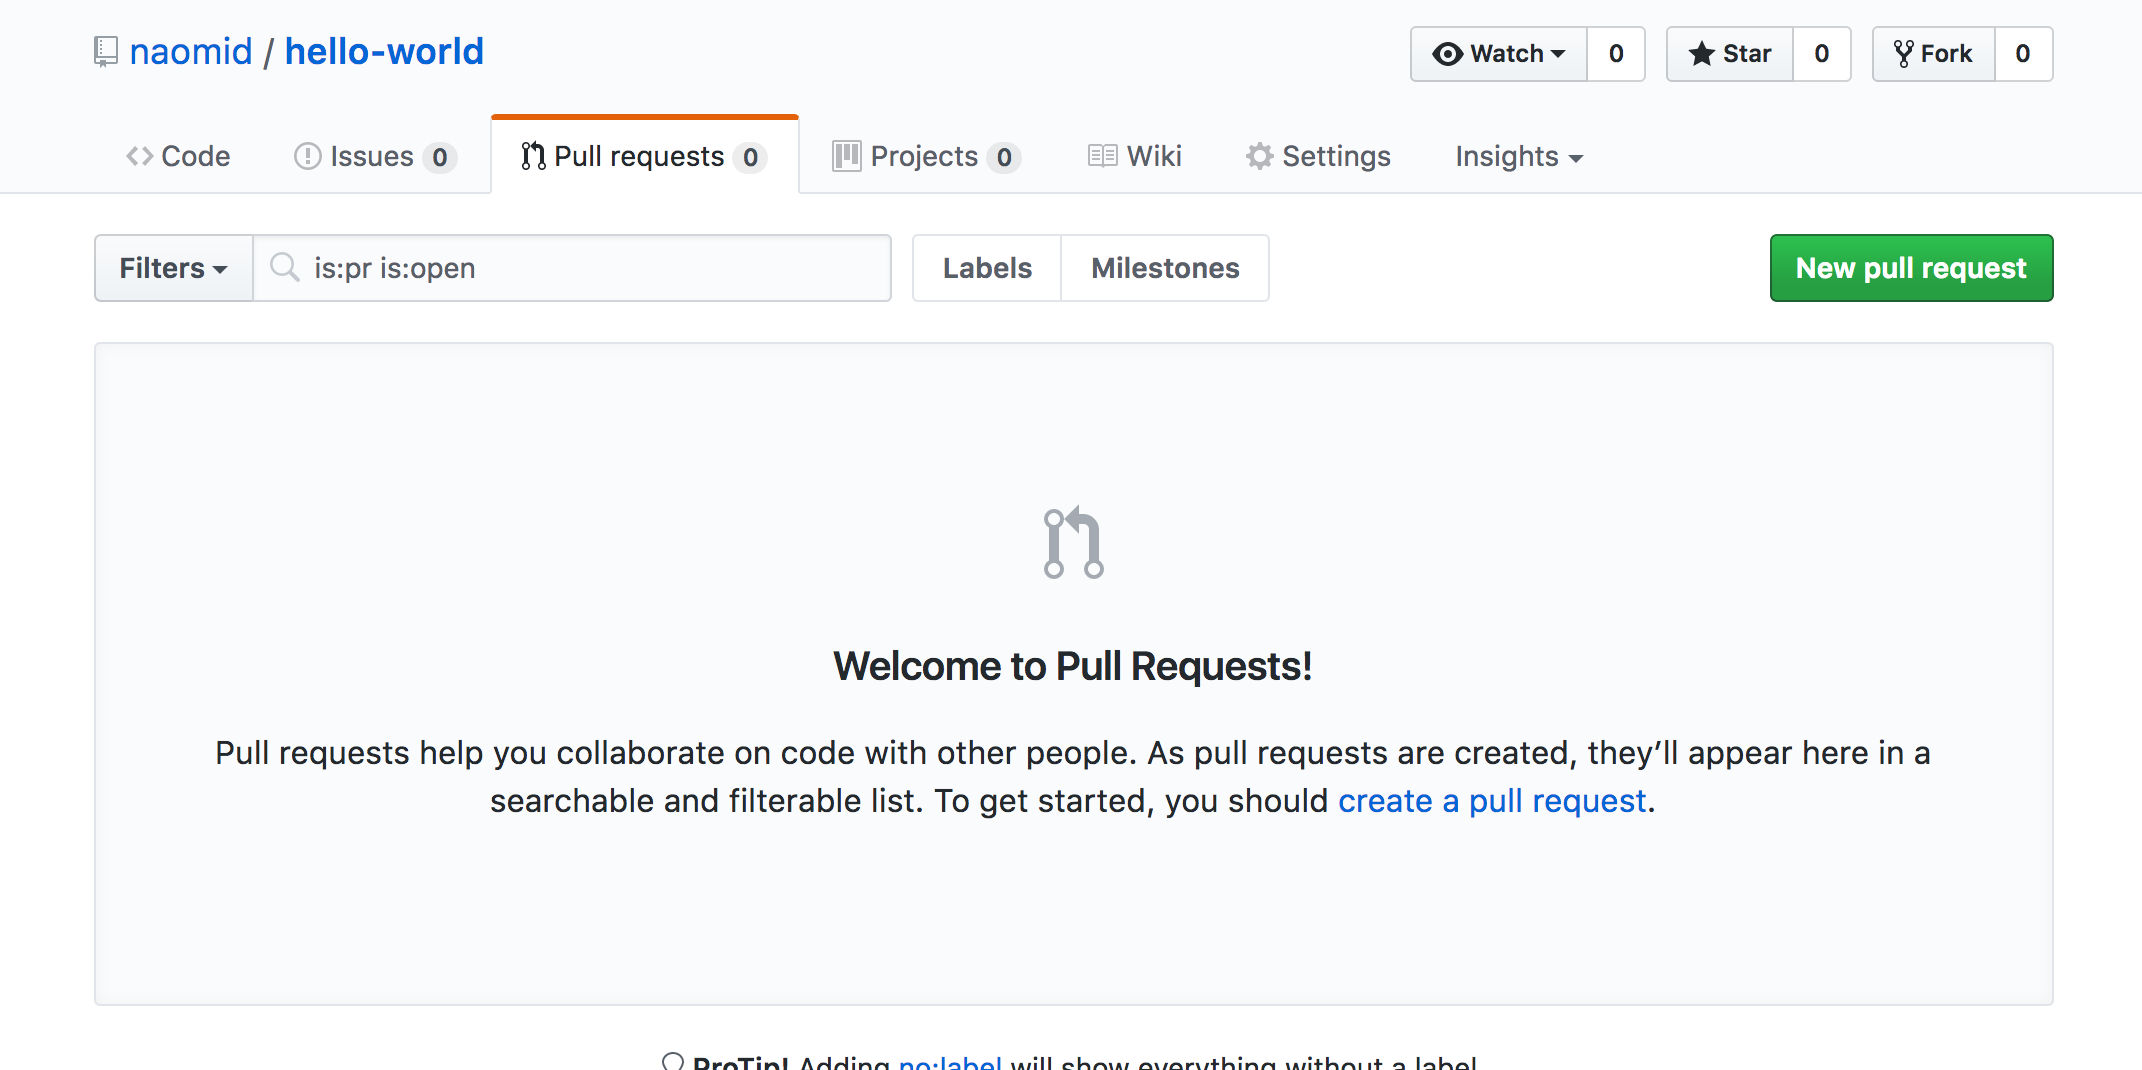 naomid / hello-world
Watch 0 Star 0 Fork 0
Code Issues 0 Pull requests 0 Projects 0 Wiki Settings Insights
Filters is:pr is:open Labels Milestones New pull request
Welcome to Pull Requests!
Pull requests help you collaborate on code with other people. As pull requests are created, they’ll appear here in a
searchable and filterable list. To get started, you should create a pull request.
ProTip! Adding no:label will show everything without a label